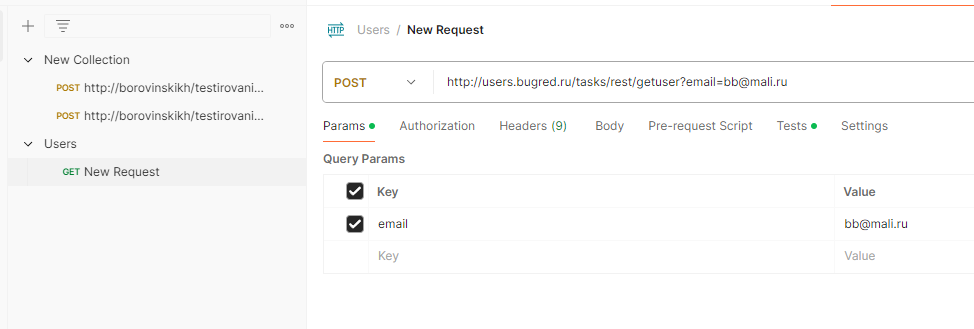 New Collection
POST http://borovinskikh/testirovani...
POST http://borovinskikh/testirovani...
Users
GET New Request
HTTP
Users / New Request
POST http://users.bugred.ru/tasks/rest/getuser?email=bb@mali.ru
Params Authorization Headers (9) Body Pre-request Script Tests Settings
Query Params
Key Value
email bb@mali.ru
Key Value